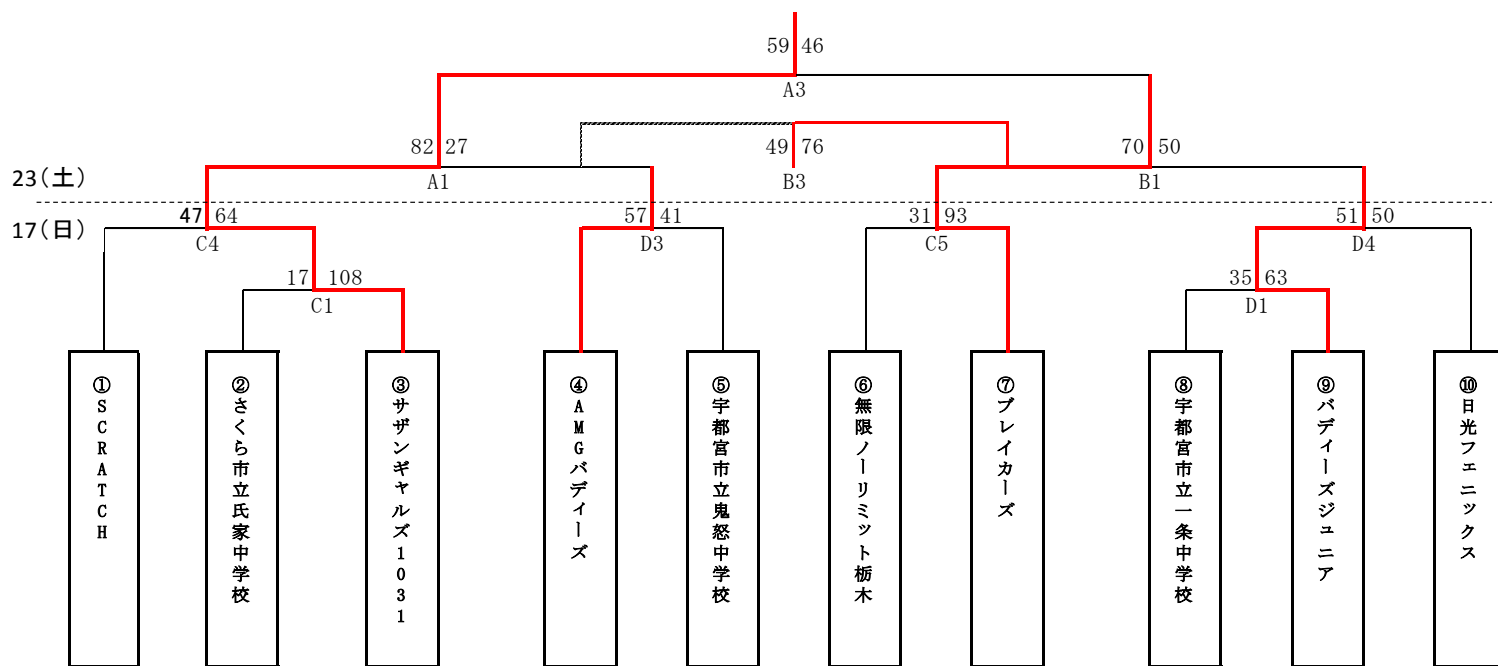 59 46
A3
82 27
49 76
70 50
23(土)
A1
B3
B1
47 64
57 41
31 93
51 50
17(日)
C4
D3
C5
D4
17 108
35 63
C1
D1
①SCRATCH
②さくら市立氏家中学校
③サザンギャルズ1031
④AMGバディーズ
⑤宇都宮市立鬼怒中学校
⑥無限ノーリミット栃木
⑦ブレイカーズ
⑧宇都宮市立一条中学校
⑨バディーズジュニア
⑩日光フェニックス